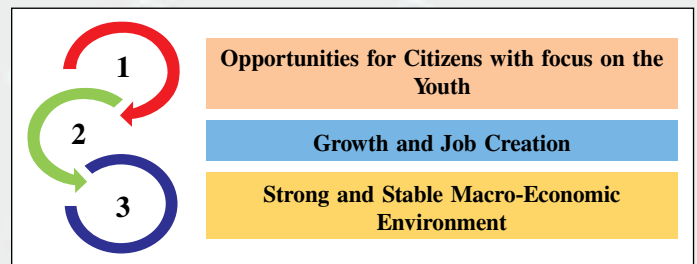 1
Opportunities for Citizens with focus on the
Youth
2
Growth and Job Creation
3
Strong and Stable Macro-Economic
Environment